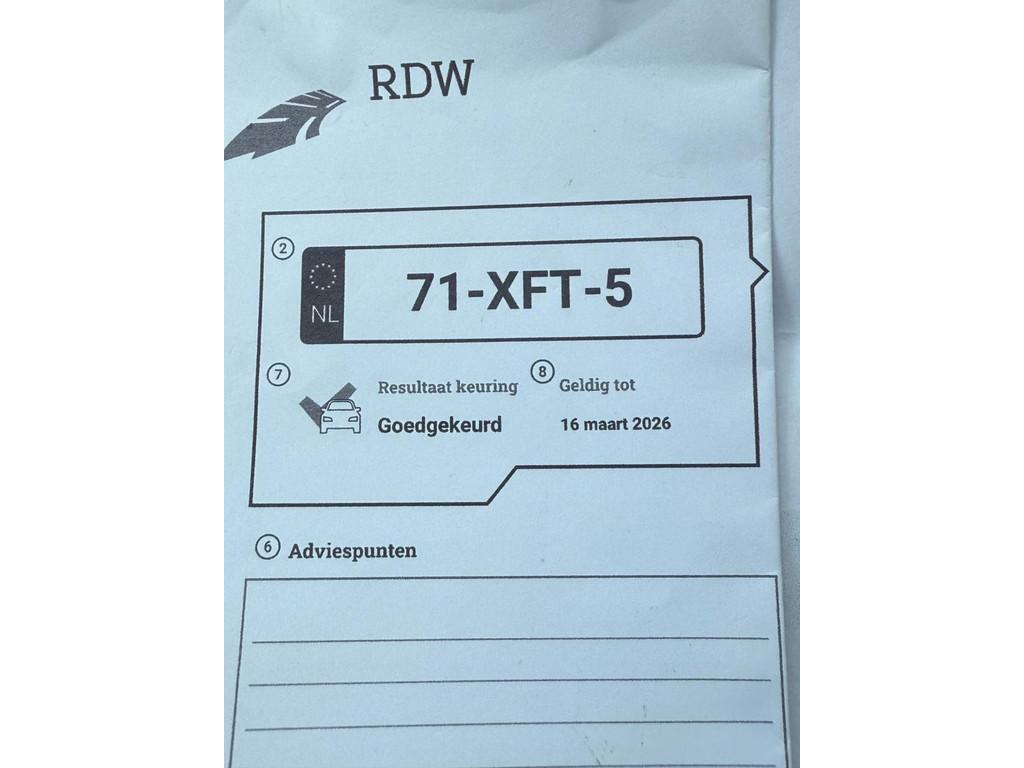 RDW
2
NL
71-XFT-5
7
Resultaat keuring
Goedgekeurd
8
Geldig tot
16 maart 2026
6 Adviespunten